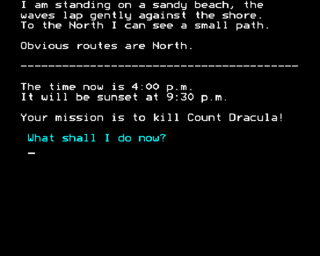 I am standing on a sandy beach, the
waves lap gently against the shore.
To the North I can see a small path.
Obvious routes are North.
----------------------------------------
The time now is 4:00 p.m.
It will be sunset at 9:30 p.m.
Your mission is to kill Count Dracula!
What shall I do now?